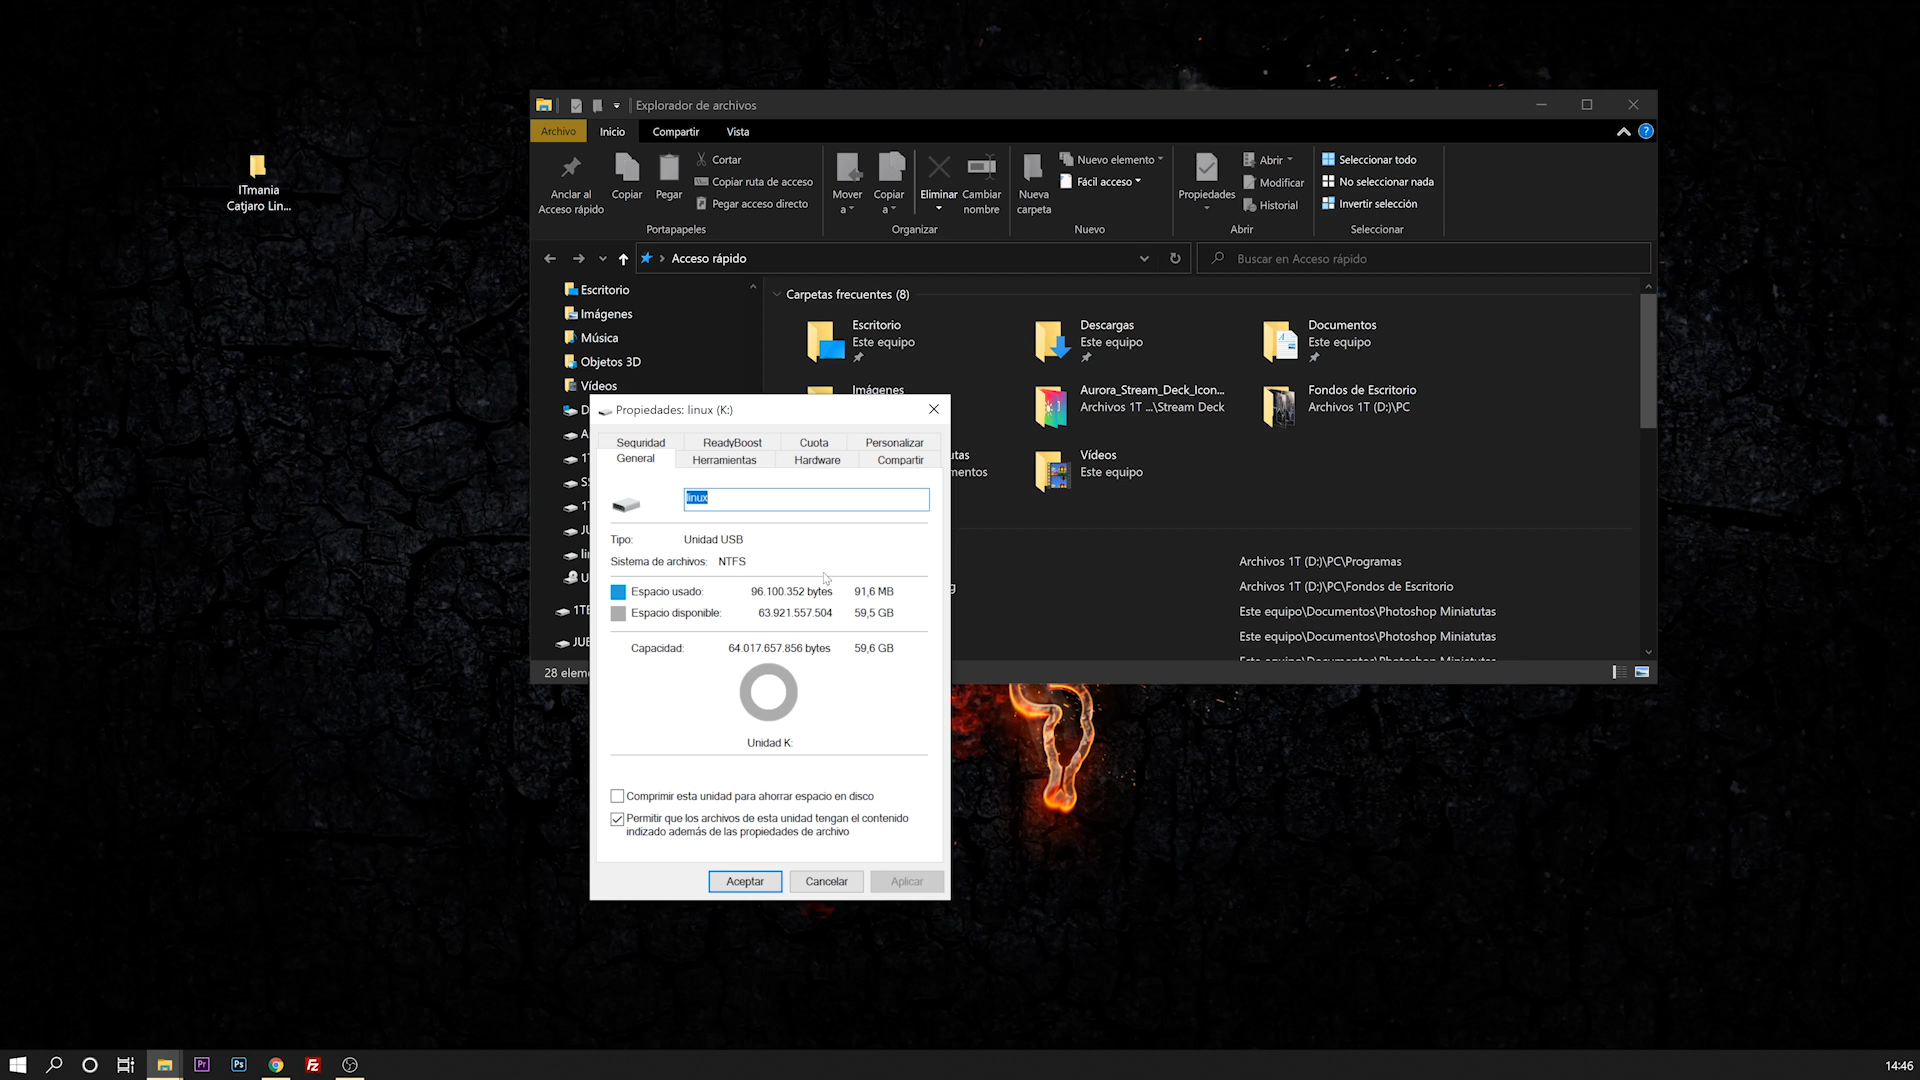 ITmania
Catjaro Lin...
Explorador de archivos
Archivo
Inicio
Compartir
Vista
Anclar al
Acceso rápido
Copiar
Pegar
Cortar
Copiar ruta de acceso
Pegar acceso directo
Portapapeles
Mover
a
Copiar
a
Eliminar
Cambiar
nombre
Organizar
Nueva
carpeta
Nuevo elemento
Fácil acceso
Nuevo
Propiedades
Abrir
Modificar
Historial
Abrir
Seleccionar todo
No seleccionar nada
Invertir selección
Seleccionar
Acceso rápido
Buscar en Acceso rápido
Escritorio
Imágenes
Música
Objetos 3D
Vídeos
Carpetas frecuentes (8)
Escritorio
Este equipo
Descargas
Este equipo
Documentos
Este equipo
Imágenes
Aurora_Stream_Deck_Icon...
Archivos 1T ...\Stream Deck
Fondos de Escritorio
Archivos 1T (D:)\PC
Vídeos
Este equipo
Archivos 1T (D:)\PC\Programas
Archivos 1T (D:)\PC\Fondos de Escritorio
Este equipo\Documentos\Photoshop Miniatutas
Este equipo\Documentos\Photoshop Miniatutas
Este equipo\Documentos\Photoshop Miniatutas
28 eleme
Propiedades: linux (K:)
Seguridad
ReadyBoost
Cuota
Personalizar
General
Herramientas
Hardware
Compartir
linux
Tipo: Unidad USB
Sistema de archivos: NTFS
Espacio usado: 96.100.352 bytes 91,6 MB
Espacio disponible: 63.921.557.504 59,5 GB
Capacidad: 64.017.657.856 bytes 59,6 GB
Unidad K:
Comprimir esta unidad para ahorrar espacio en disco
Permitir que los archivos de esta unidad tengan el contenido
indizado además de las propiedades de archivo
Aceptar
Cancelar
Aplicar
Pr
Ps
Fz
14:46